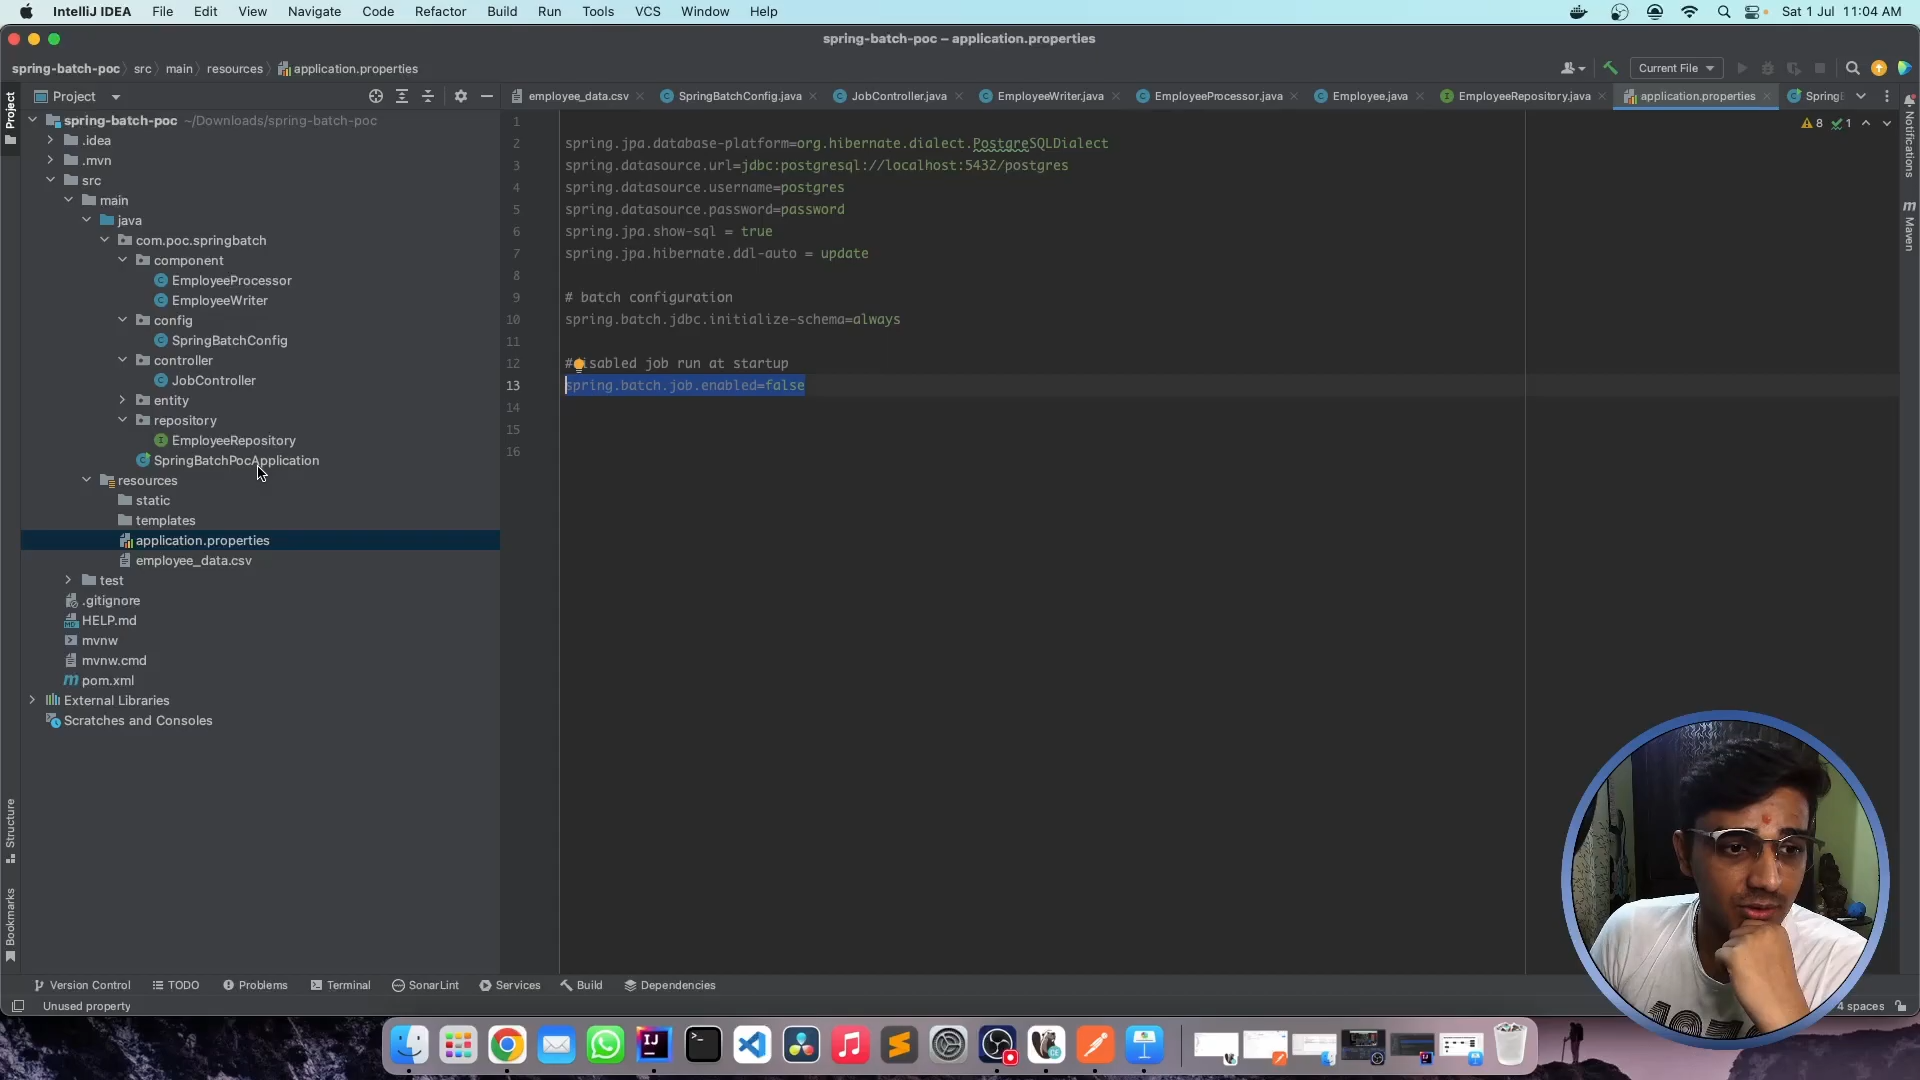 IntelliJ IDEA File Edit View Navigate Code Refactor Build Run Tools VCS Window Help Sat 1 Jul 11:04 AM
spring-batch-poc – application.properties
spring-batch-poc src main resources application.properties Current File
Project employee_data.csv SpringBatchConfig.java JobController.java EmployeeWriter.java EmployeeProcessor.java Employee.java EmployeeRepository.java application.properties Spring
Project
Notifications
Maven
Structure
Bookmarks
spring-batch-poc ~/Downloads/spring-batch-poc
.idea
.mvn
src
main
java
com.poc.springbatch
component
EmployeeProcessor
EmployeeWriter
config
SpringBatchConfig
controller
JobController
entity
repository
EmployeeRepository
SpringBatchPocApplication
resources
static
templates
application.properties
employee_data.csv
test
.gitignore
HELP.md
mvnw
mvnw.cmd
pom.xml
External Libraries
Scratches and Consoles
8 1
1
2 spring.jpa.database-platform=org.hibernate.dialect.PostgreSQLDialect
3 spring.datasource.url=jdbc:postgresql://localhost:5432/postgres
4 spring.datasource.username=postgres
5 spring.datasource.password=password
6 spring.jpa.show-sql = true
7 spring.jpa.hibernate.ddl-auto = update
8
9 # batch configuration
10 spring.batch.jdbc.initialize-schema=always
11
12 #disabled job run at startup
13 spring.batch.job.enabled=false
14
15
16
Version Control TODO Problems Terminal SonarLint Services Build Dependencies
Unused property 4 spaces